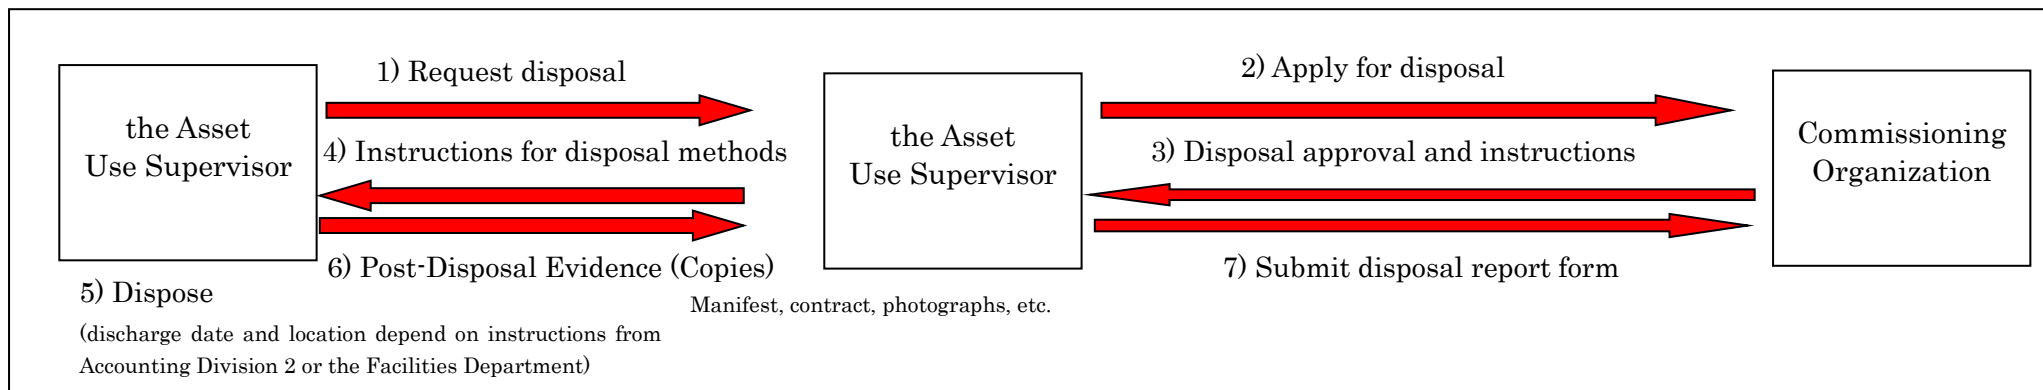 1) Request disposal
2) Apply for disposal
the Asset
Use Supervisor
the Asset
Use Supervisor
Commissioning
Organization
4) Instructions for disposal methods
3) Disposal approval and instructions
6) Post-Disposal Evidence (Copies)
7) Submit disposal report form
5) Dispose
Manifest, contract, photographs, etc.
(discharge date and location depend on instructions from
Accounting Division 2 or the Facilities Department)